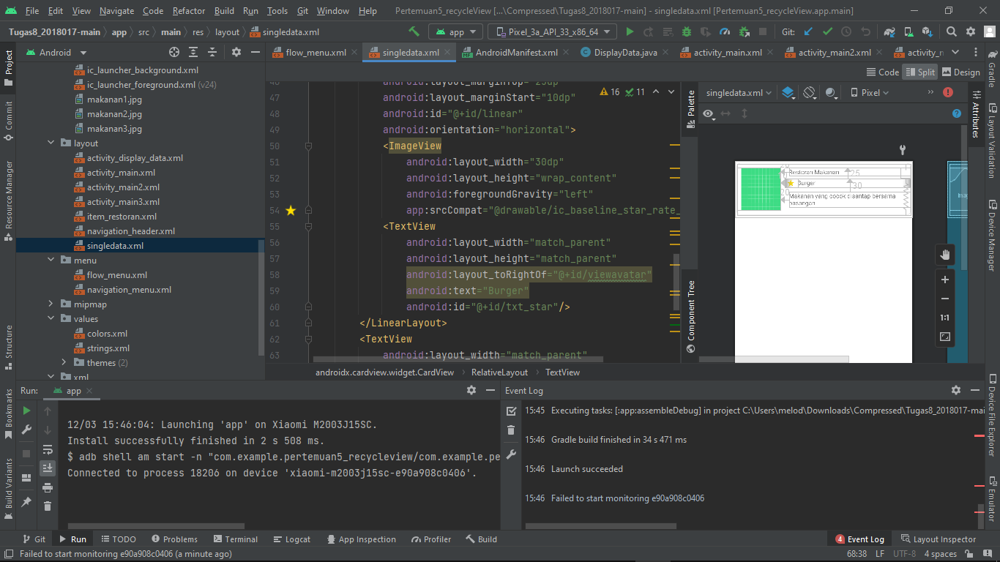 File Edit View Navigate Code Refactor Build Run Tools Git Window Help Pertemuan5_recycleView [...\Compressed\Tugas8_2018017-main] - singledata.xml [Pertemuan5_recycleView.app.main]
Tugas8_2018017-main app src main res layout singledata.xml app Pixel_3a_API_33_x86_64 Git:
Project
Commit
Resource Manager
Structure
Bookmarks
Build Variants
Android
ic_launcher_background.xml
ic_launcher_foreground.xml (v24)
makanan1.jpg
makanan2.jpg
makanan3.jpg
layout
activity_display_data.xml
activity_main.xml
activity_main2.xml
activity_main3.xml
item_restoran.xml
navigation_header.xml
singledata.xml
menu
flow_menu.xml
navigation_menu.xml
mipmap
values
colors.xml
strings.xml
themes (2)
xml
flow_menu.xml singledata.xml AndroidManifest.xml DisplayData.java activity_main.xml activity_main2.xml activity_n
Code Split Design
16 11
46 android:layout_marginTop="25dp"
47 android:layout_marginStart="10dp"
48 android:id="@+id/linear"
49 android:orientation="horizontal">
50 <ImageView
51 android:layout_width="30dp"
52 android:layout_height="wrap_content"
53 android:foregroundGravity="left"
54 app:srcCompat="@drawable/ic_baseline_star_rate_
55 <TextView
56 android:layout_width="match_parent"
57 android:layout_height="match_parent"
58 android:layout_toRightOf="@+id/viewavatar"
59 android:text="Burger"
60 android:id="@+id/txt_star"/>
61 </LinearLayout>
62 <TextView
63 android:layout_width="match_parent"
androidx.cardview.widget.CardView RelativeLayout TextView
Palette
Component Tree
singledata.xml Pixel
Restoran Makanan 25
Burger 30
20 Makanan yang cocok disantap bersama
pasangan
1:1
Attributes
Gradle
Layout Validation
Device Manager
Device File Explorer
Emulator
Run: app
12/03 15:46:04: Launching 'app' on Xiaomi M2003J15SC.
Install successfully finished in 2 s 508 ms.
$ adb shell am start -n "com.example.pertemuan5_recycleview/com.example.pe
Connected to process 18206 on device 'xiaomi-m2003j15sc-e90a908c0406'.
Event Log
15:45 Executing tasks: [:app:assembleDebug] in project C:\Users\melod\Downloads\Compressed\Tugas8_2018017-mai
15:46 Gradle build finished in 34 s 471 ms
15:46 Launch succeeded
15:46 Failed to start monitoring e90a908c0406
Git Run TODO Problems Terminal Logcat App Inspection Profiler Build 4 Event Log Layout Inspector
Failed to start monitoring e90a908c0406 (a minute ago) 68:38 LF UTF-8 4 spaces